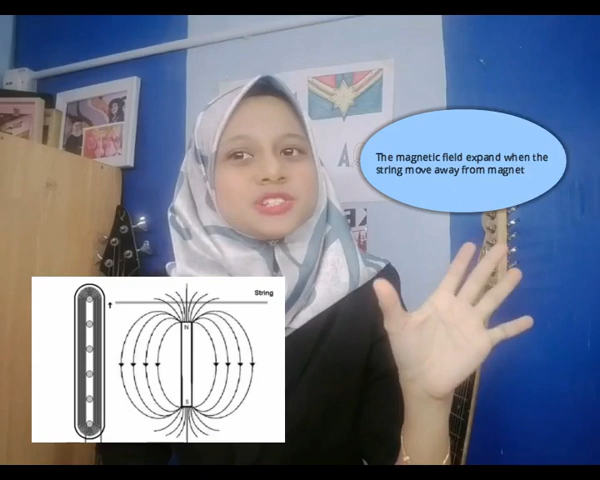 The magnetic field expand when the
string move away from magnet
String
N
S